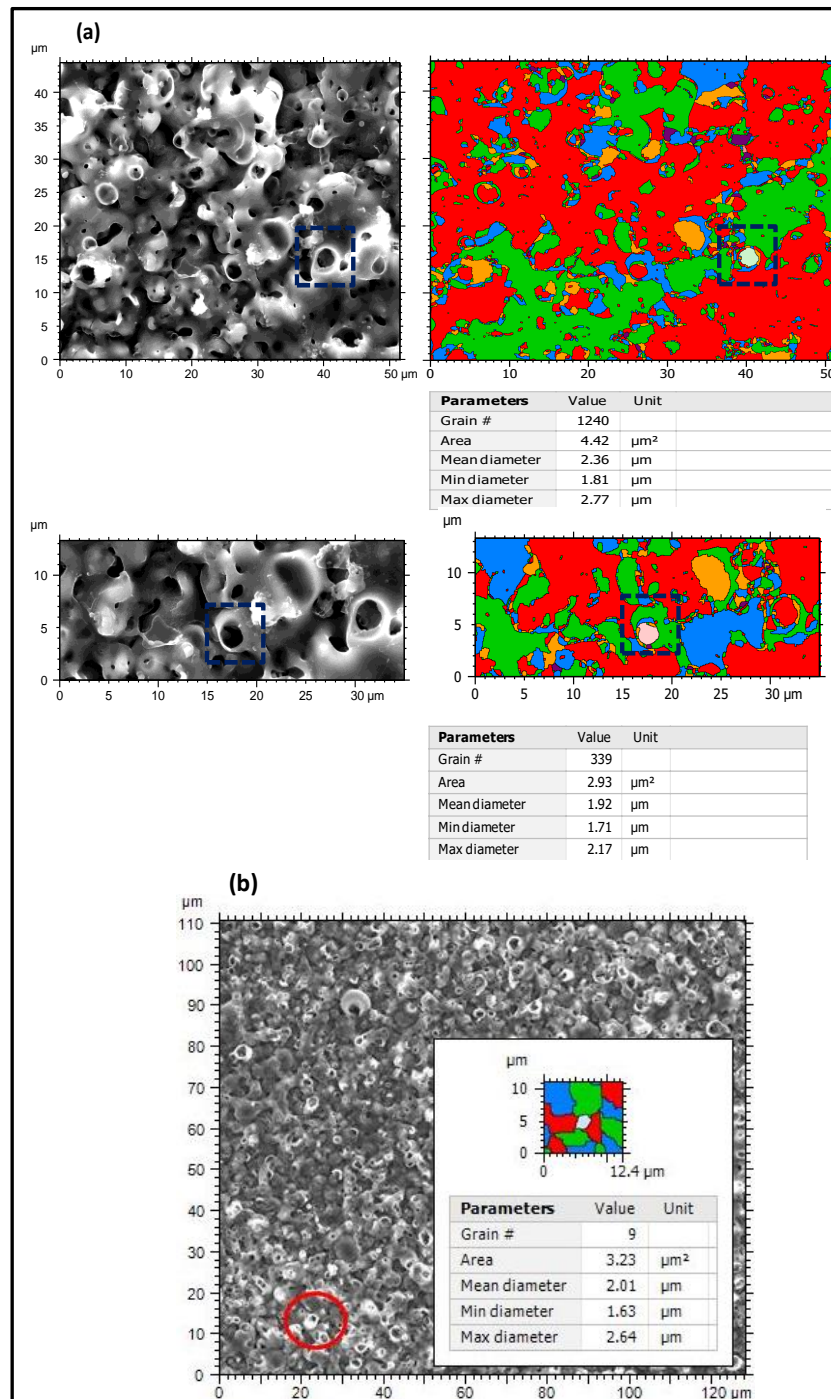 (a)
µm
40
35
30
25
20
15
10
5
0
0 10 20 30 40 50 µm
0 10 20 30 40 50
Parameters Value Unit
Grain # 1240
Area 4.42 µm²
Mean diameter 2.36 µm
Min diameter 1.81 µm
Max diameter 2.77 µm
µm
10
5
0
0 10 20 30 µm
µm
10
5
0
0 5 10 15 20 25 30 µm
Parameters Value Unit
Grain # 339
Area 2.93 µm²
Mean diameter 1.92 µm
Min diameter 1.71 µm
Max diameter 2.17 µm
(b)
µm
110
100
90
80
70
60
50
40
30
20
10
0
0 20 40 60 80 100 120 µm
µm
10
5
0
0 12.4 µm
Parameters Value Unit
Grain # 9
Area 3.23 µm²
Mean diameter 2.01 µm
Min diameter 1.63 µm
Max diameter 2.64 µm